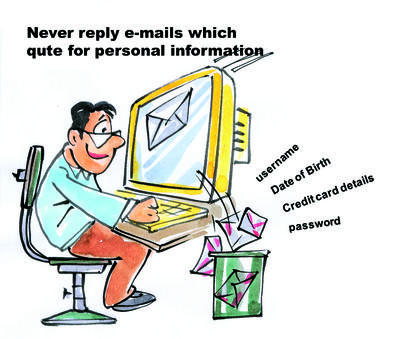 Never reply e-mails which
qute for personal information
username
Date of Birth
Credit card details
password